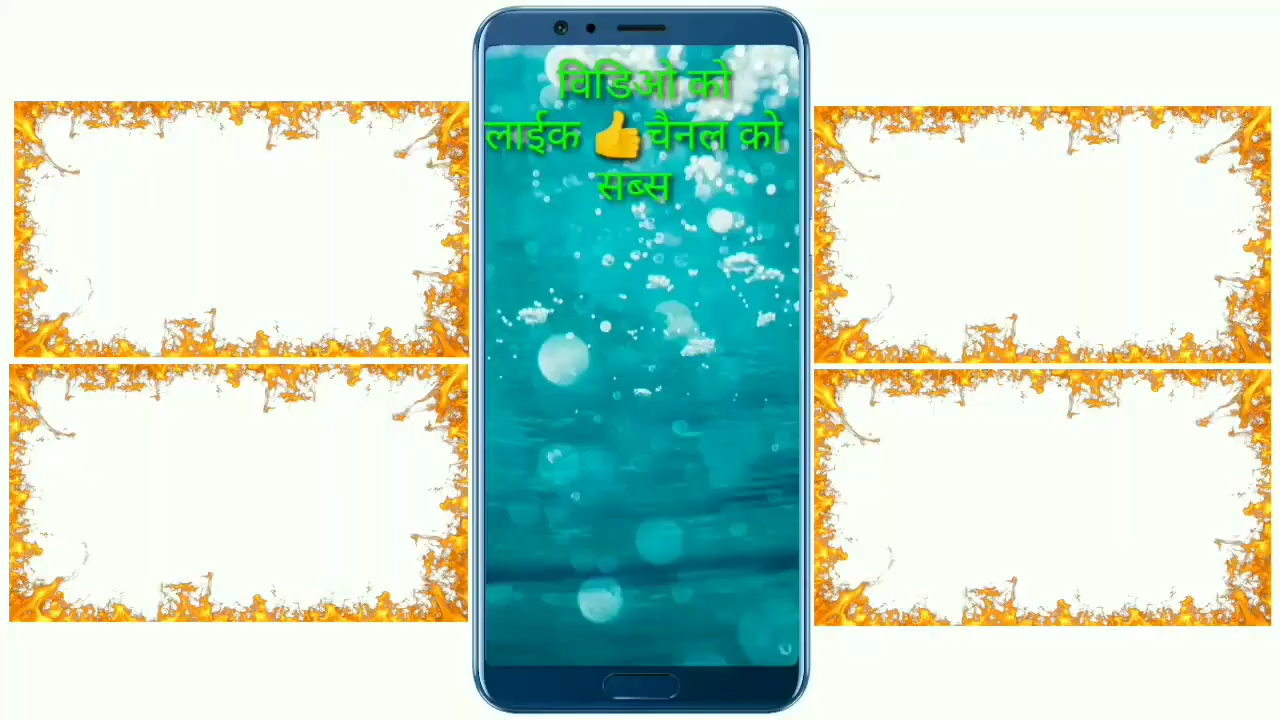 विडिओ को
लाईक 👍 चैनल को
सब्स